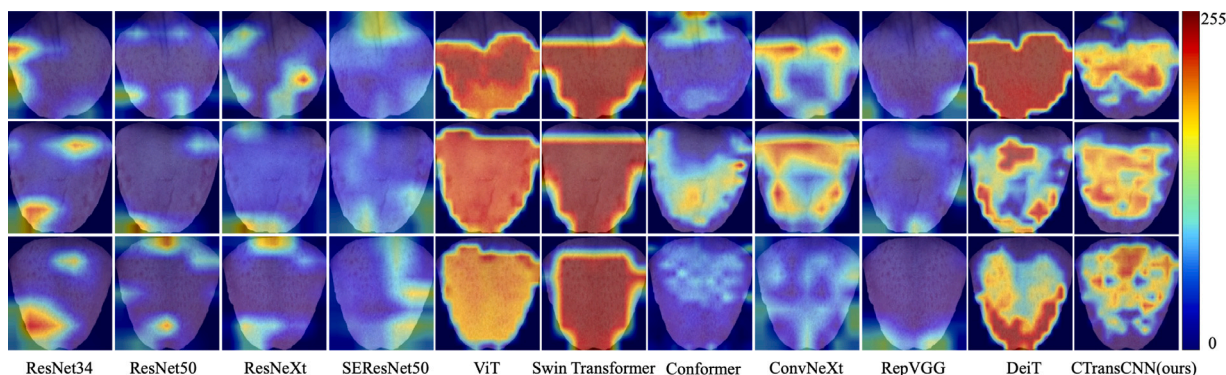 255
0
ResNet34 ResNet50 ResNeXt SEResNet50 ViT Swin Transformer Conformer ConvNeXt RepVGG DeiT CTransCNN(ours)